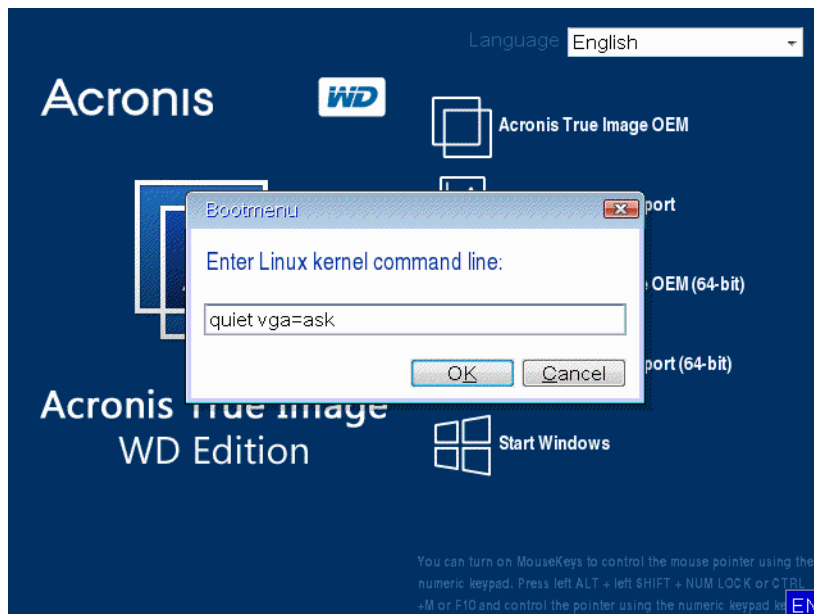 Language English
Acronis WD
Acronis True Image OEM
port
Bootmenu
Enter Linux kernel command line:
OEM (64-bit)
quiet vga=ask
OK Cancel
port (64-bit)
Acronis True Image
WD Edition
Start Windows
You can turn on MouseKeys to control the mouse pointer using the
numeric keypad. Press left ALT + left SHIFT + NUM LOCK or CTRL
+M or F10 and control the pointer using the numeric keypad ke
EN